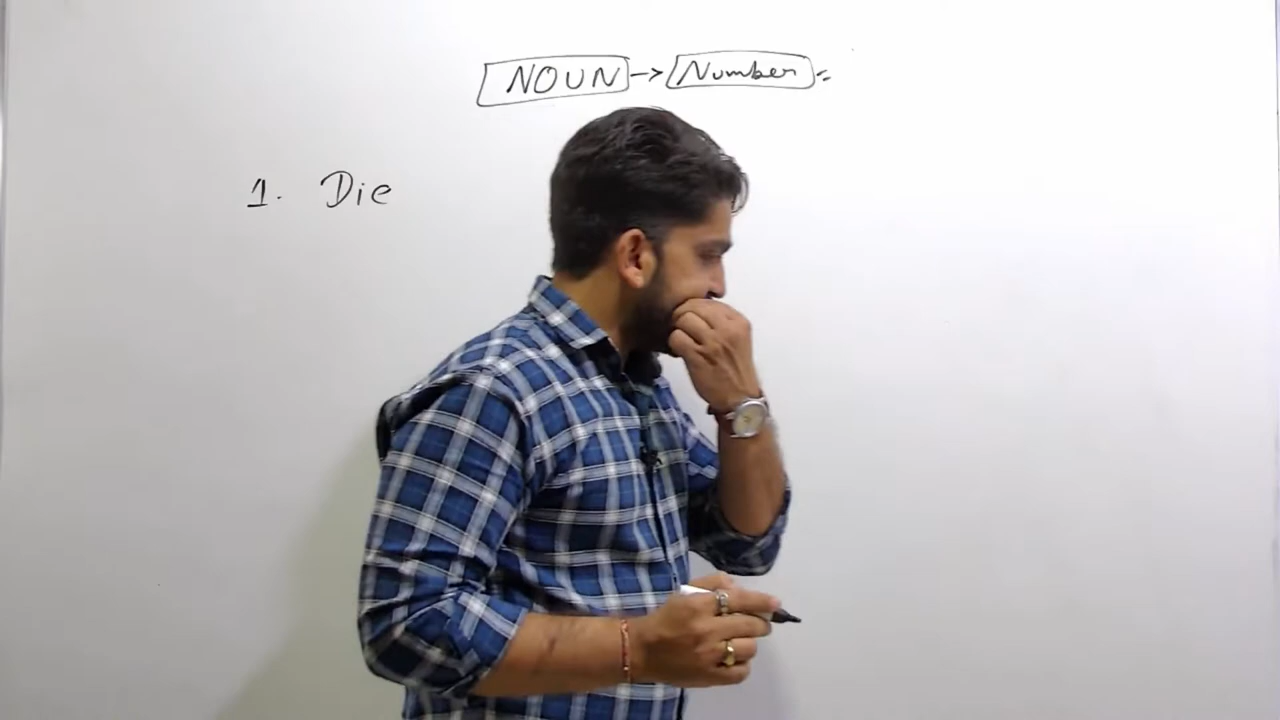 NOUN -> Number =
1. Die